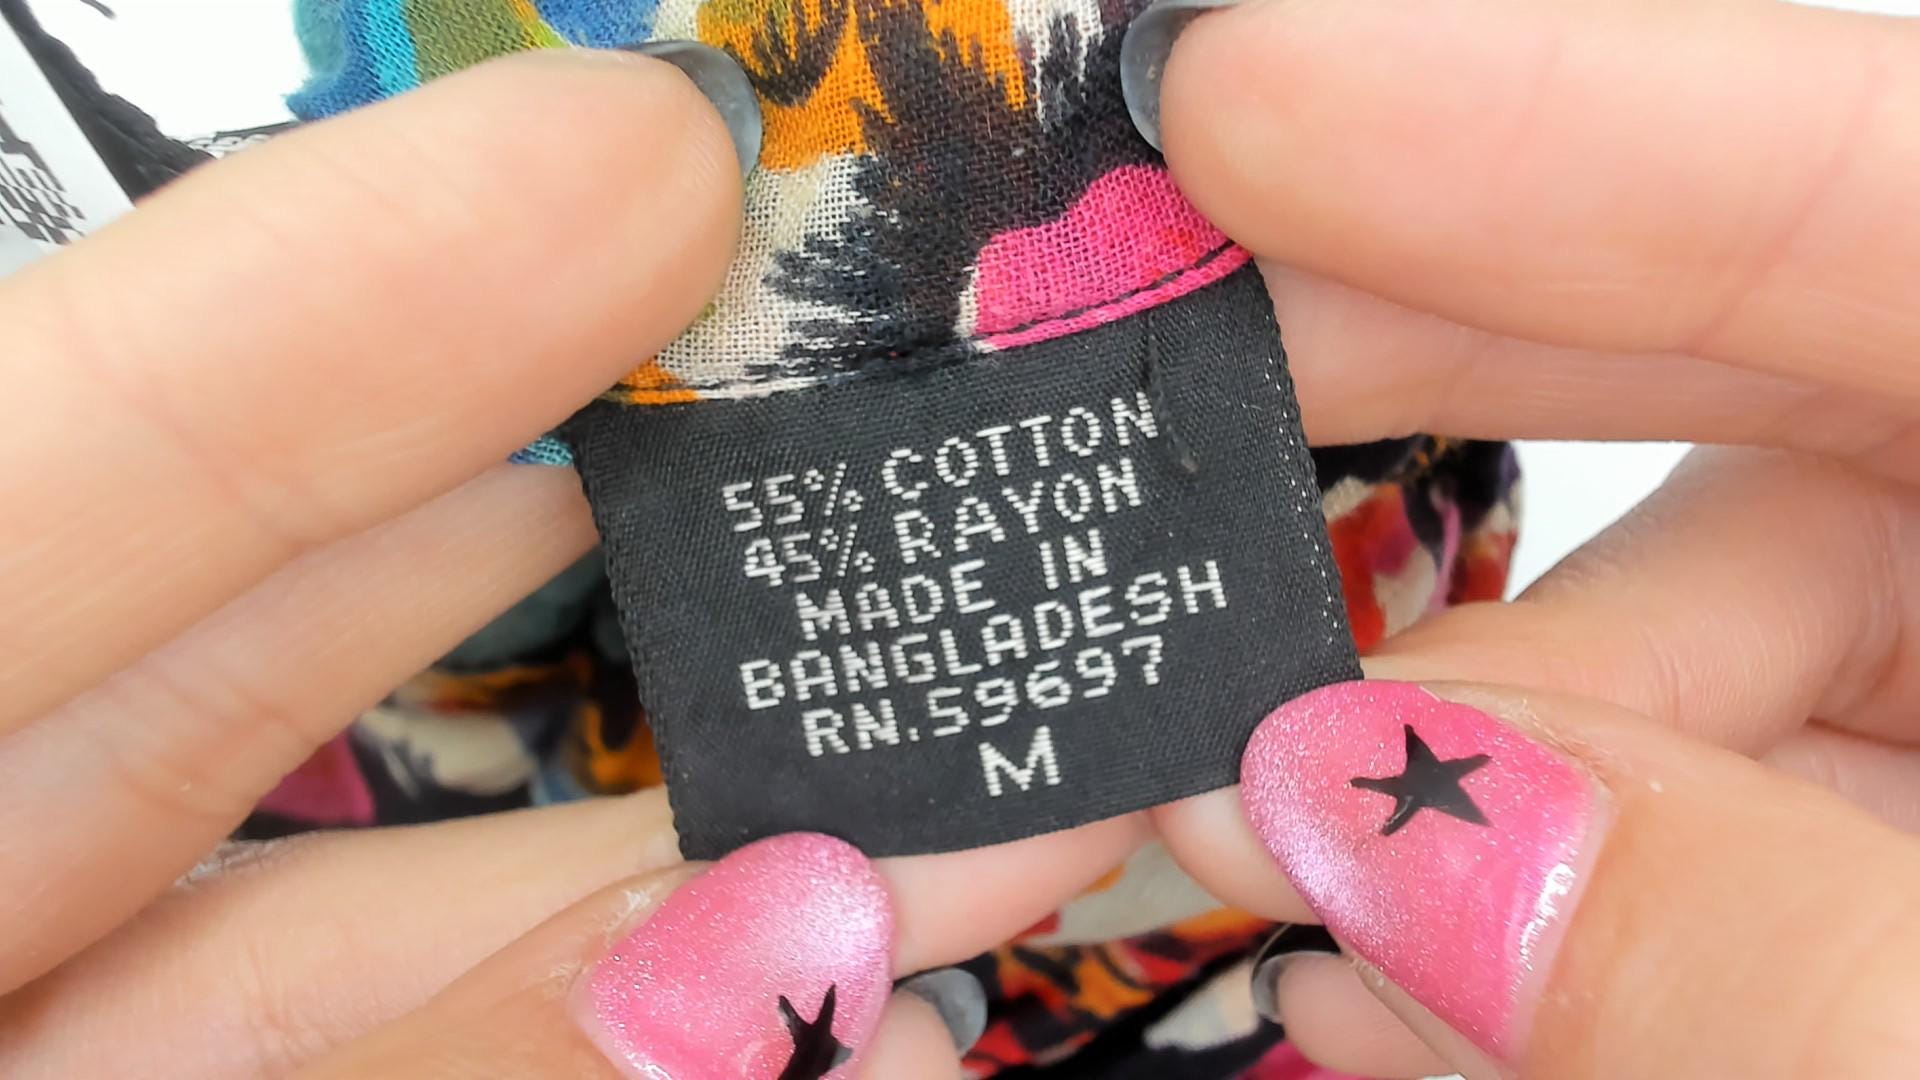 55% COTTON
45% RAYON
MADE IN
BANGLADESH
RN.59697
M